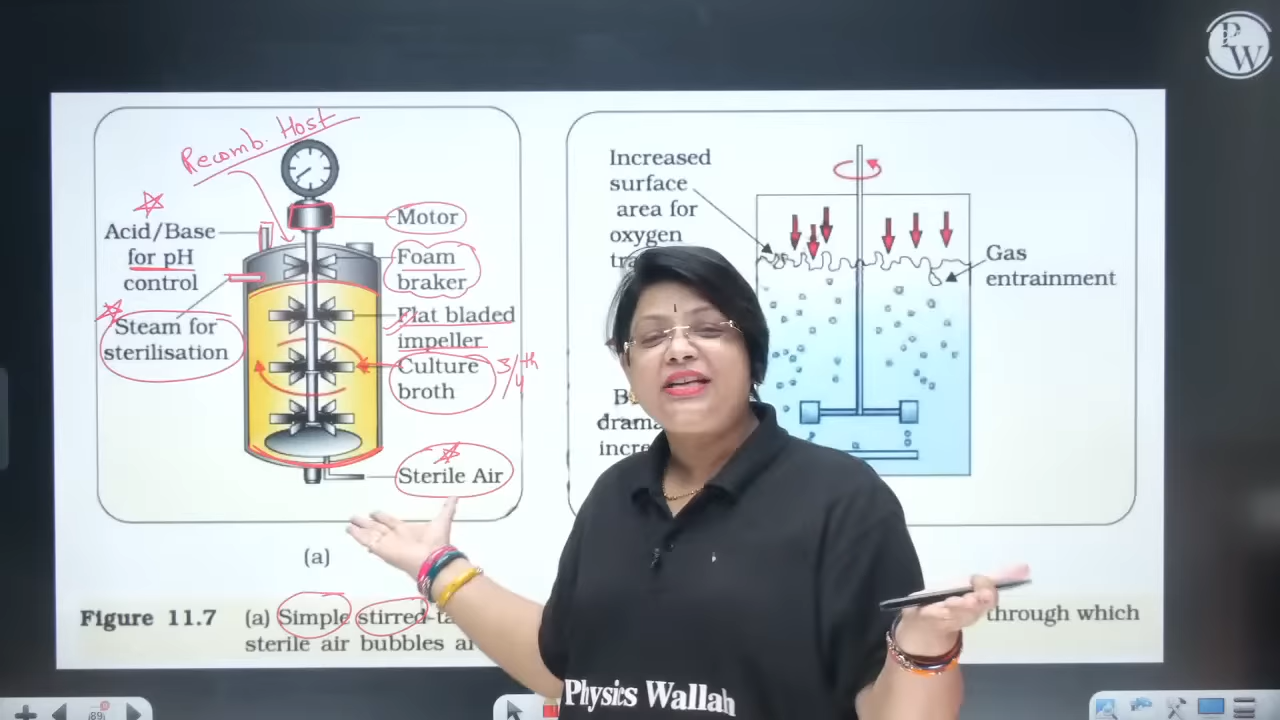 PW
Recomb. Host
Acid/Base
for pH
control
Steam for
sterilisation
Motor
Foam
braker
Flat bladed
impeller
Culture
broth
3/4th
Sterile Air
(a)
Increased
surface
area for
oxygen
Gas
entrainment
Figure 11.7 (a) Simple stirred-
through which
sterile air bubbles
Physics Wallah